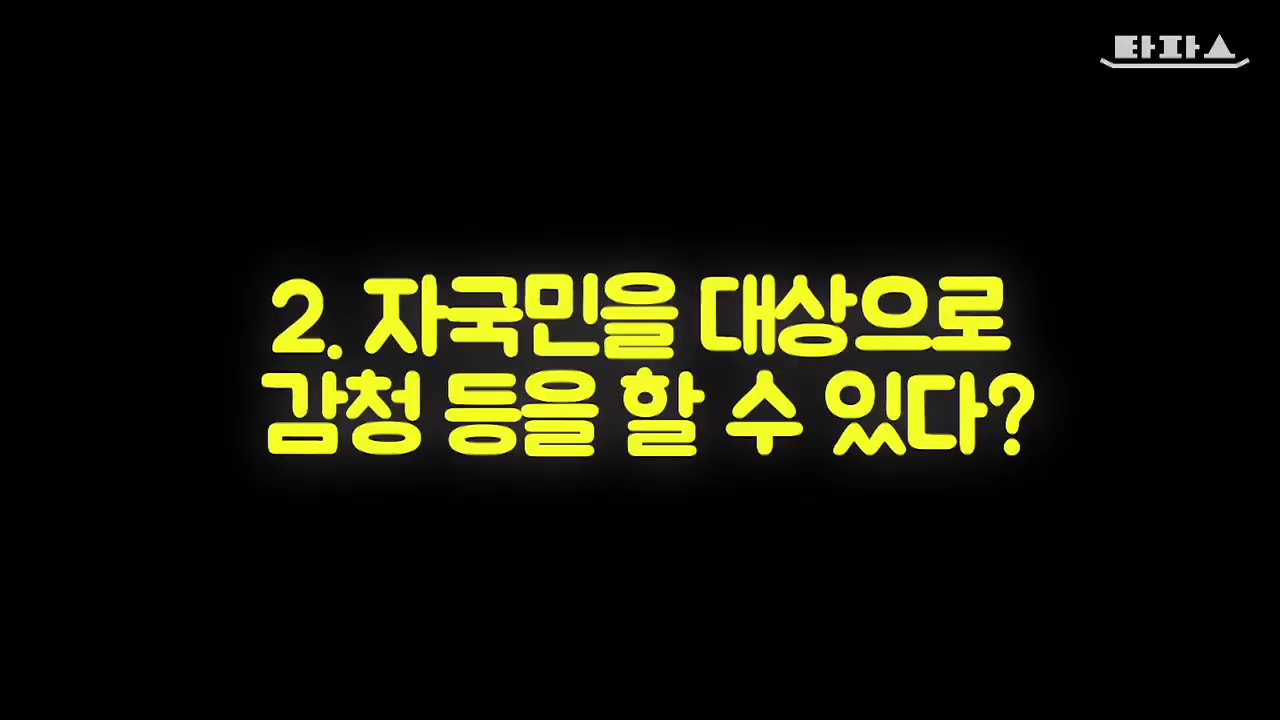 타파스
2. 자국민을 대상으로
감청 등을 할 수 있다?